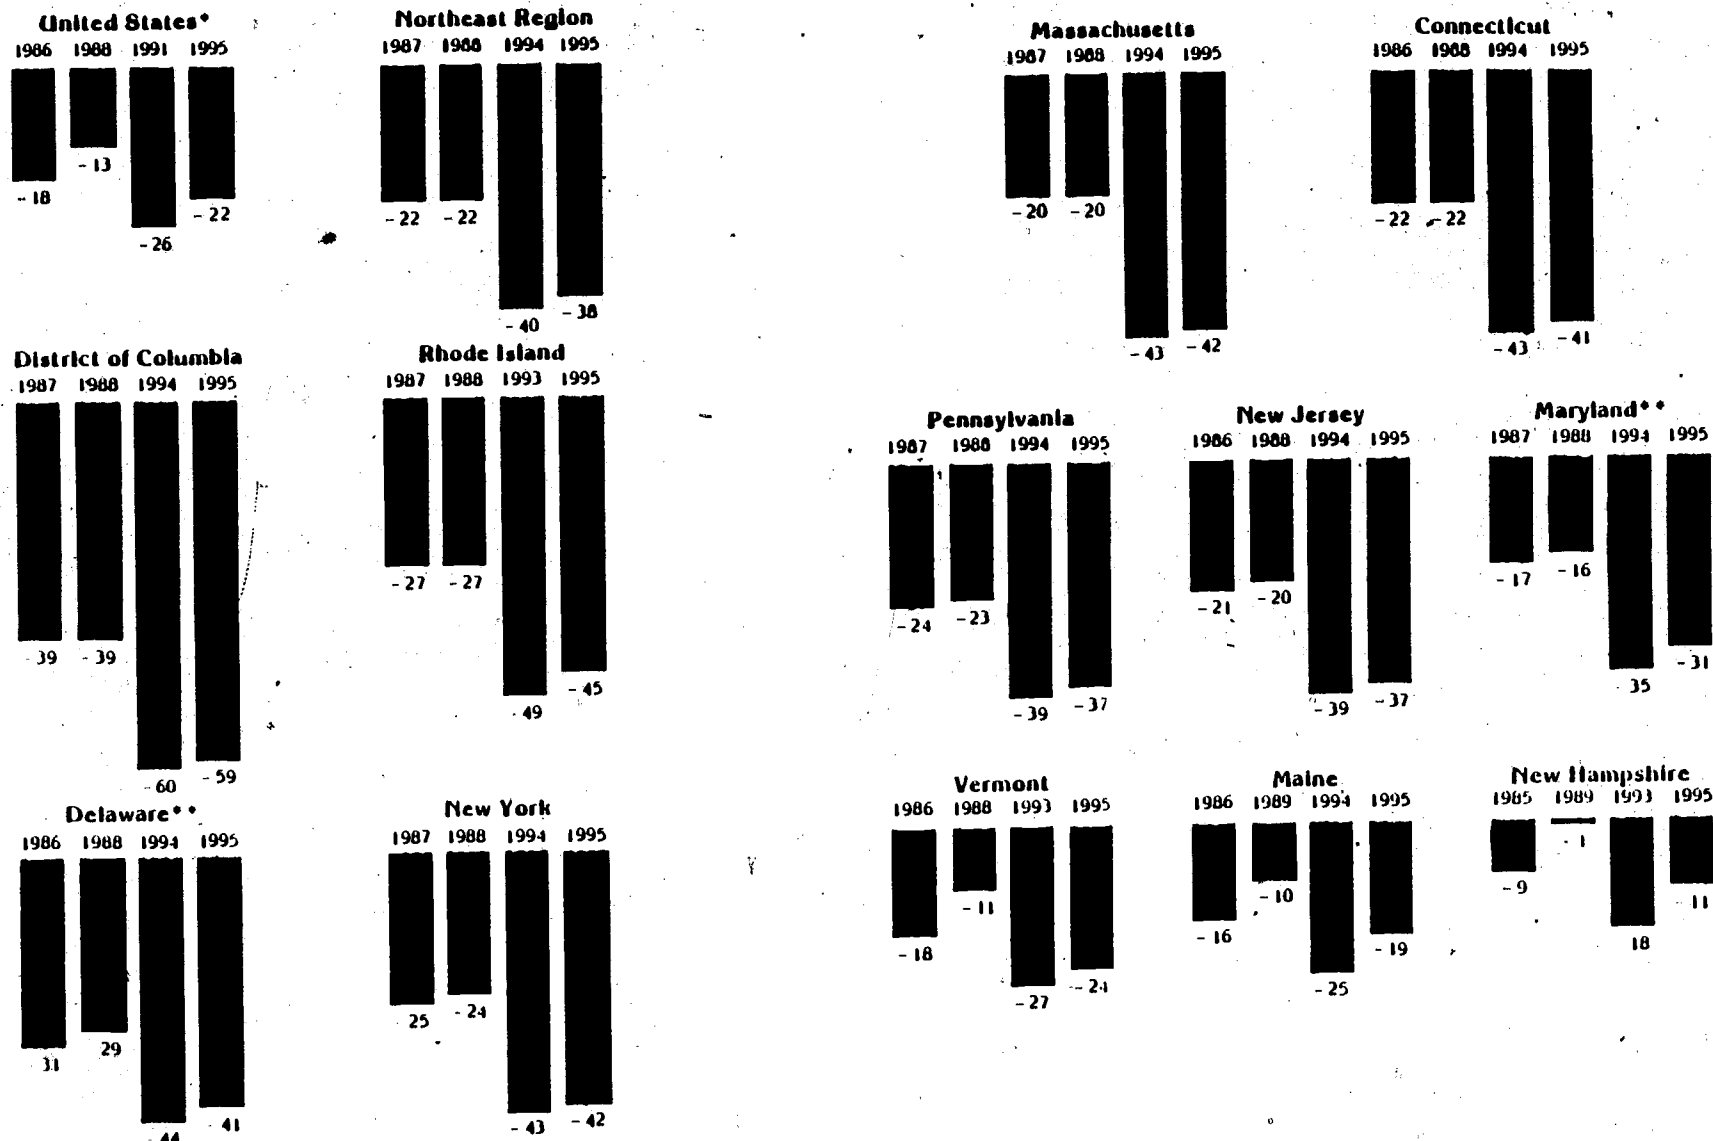 United States*
1986 1988 1991 1995
- 18
- 13
- 26
- 22
Northeast Region
1987 1988 1994 1995
- 22
- 22
- 40
- 38
Massachusetts
1987 1988 1994 1995
- 20
- 20
- 43
- 42
Connecticut
1986 1988 1994 1995
- 22
- 22
- 43
- 41
District of Columbia
1987 1988 1994 1995
- 39
- 39
- 60
- 59
Rhode Island
1987 1988 1993 1995
- 27
- 27
- 49
- 45
Pennsylvania
1987 1988 1994 1995
- 24
- 23
- 39
- 37
New Jersey
1986 1988 1994 1995
- 21
- 20
- 39
- 37
Maryland**
1987 1988 1994 1995
- 17
- 16
35
- 31
Delaware**
1986 1988 1994 1995
31
29
- 44
- 41
New York
1987 1988 1994 1995
25
- 24
- 43
- 42
Vermont
1986 1988 1993 1995
- 18
- 11
- 27
- 24
Maine
1986 1989 1994 1995
- 16
- 10
- 25
- 19
New Hampshire
1985 1989 1993 1995
- 9
- 1
18
- 11